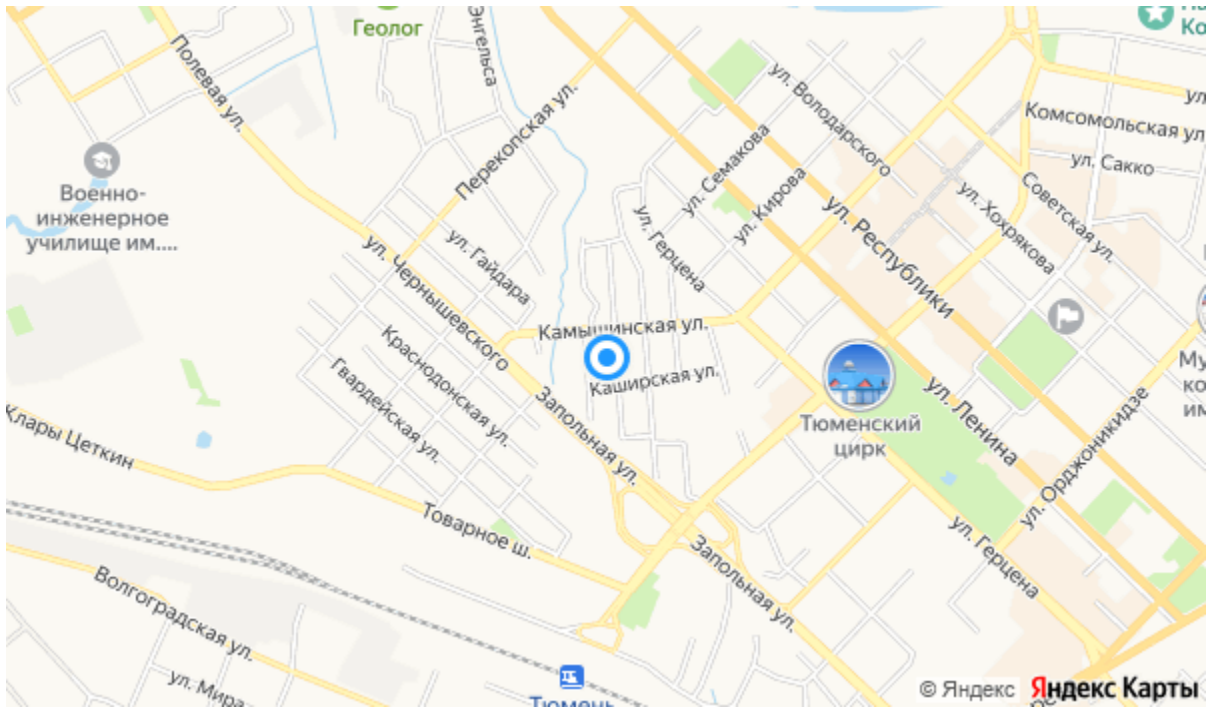 Геолог
Энгельса
Полевая ул.
Перекопская ул.
ул. Володарского
Комсомольская ул.
ул. Сакко
ул. Семакова
ул. Кирова
Военно-
инженерное
училище им....
ул. Герцена
ул. Республики
ул. Хохрякова
Советская ул.
ул. Гайдара
ул. Чернышевского
Камышинская ул.
Каширская ул.
Краснодонская ул.
Гвардейская ул.
Запольная ул.
Тюменский
цирк
ул. Ленина
ул. Орджоникидзе
Клары Цеткин
Товарное ш.
Запольная ул.
ул. Герцена
Волгоградская ул.
ул. Мира
Тюмень
© Яндекс Яндекс Карты